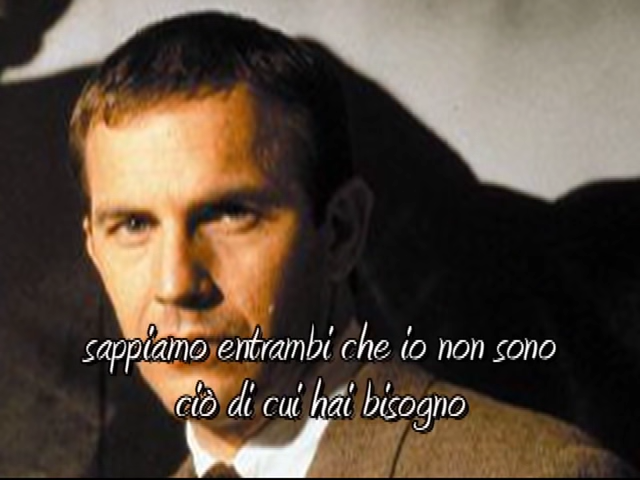 sappiamo entrambi che io non sono
ciò di cui hai bisogno